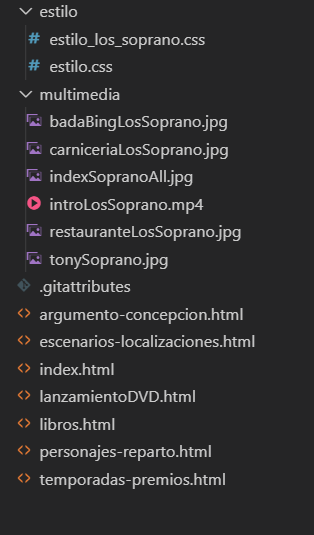 estilo
estilo_los_soprano.css
estilo.css
multimedia
badaBingLosSoprano.jpg
carniceriaLosSoprano.jpg
indexSopranoAll.jpg
introLosSoprano.mp4
restauranteLosSoprano.jpg
tonySoprano.jpg
.gitattributes
argumento-concepcion.html
escenarios-localizaciones.html
index.html
lanzamientoDVD.html
libros.html
personajes-reparto.html
temporadas-premios.html